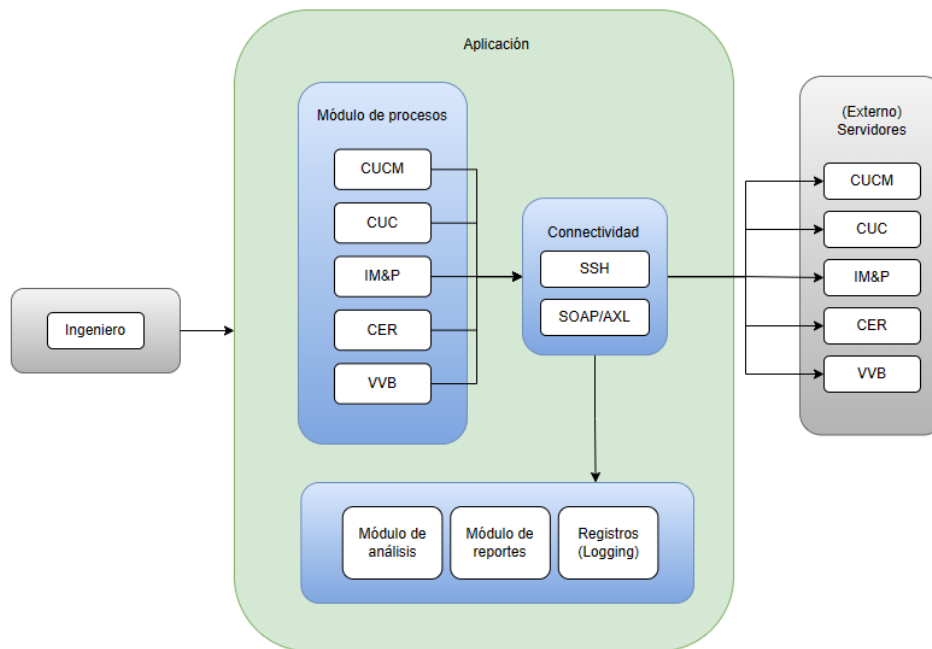 Aplicación
Módulo de procesos
CUCM
CUC
IM&P
CER
VVB
Connectividad
SSH
SOAP/AXL
(Externo)
Servidores
CUCM
CUC
IM&P
CER
VVB
Ingeniero
Módulo de
análisis
Módulo de
reportes
Registros
(Logging)